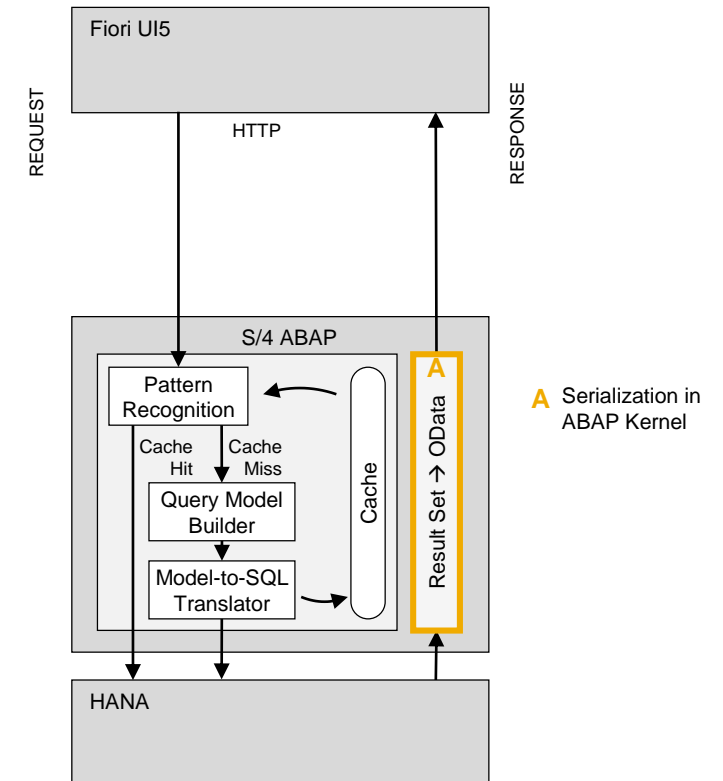 Fiori UI5
REQUEST
HTTP
RESPONSE
S/4 ABAP
Pattern
Recognition
Cache
Hit
Cache
Miss
Query Model
Builder
Model-to-SQL
Translator
Cache
A
Result Set → OData
A Serialization in
ABAP Kernel
HANA